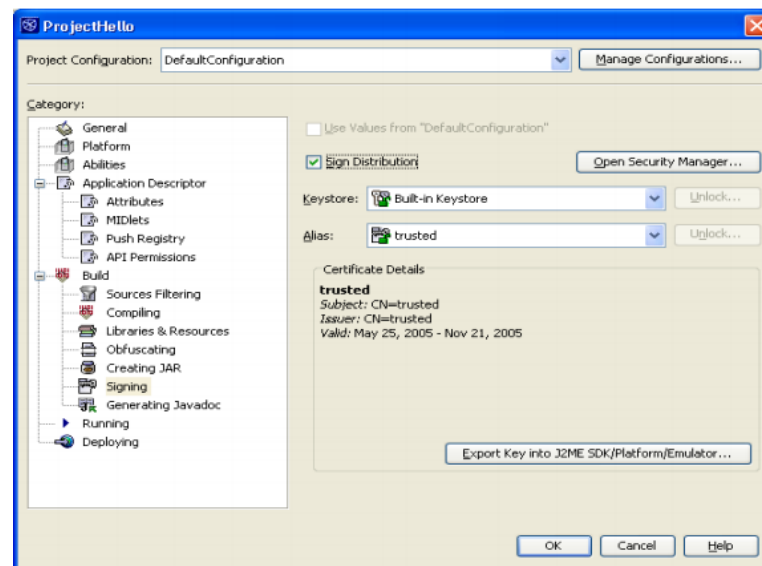 ProjectHello
Project Configuration: DefaultConfiguration Manage Configurations...
Category:
General
Platform
Abilities
Application Descriptor
Attributes
MIDlets
Push Registry
API Permissions
Build
Sources Filtering
Compiling
Libraries & Resources
Obfuscating
Creating JAR
Signing
Generating Javadoc
Running
Deploying
Use Values from "DefaultConfiguration"
Sign Distribution Open Security Manager...
Keystore: Built-in Keystore Unlock...
Alias: trusted Unlock...
Certificate Details
trusted
Subject: CN=trusted
Issuer: CN=trusted
Valid: May 25, 2005 - Nov 21, 2005
Export Key into J2ME SDK/Platform/Emulator...
OK Cancel Help